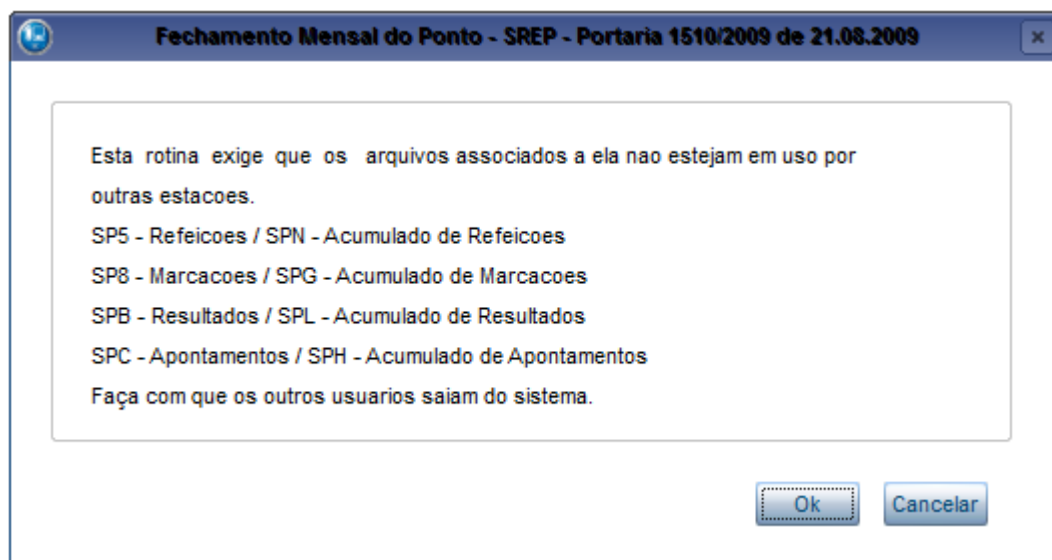 Fechamento Mensal do Ponto - SREP - Portaria 1510/2009 de 21.08.2009
Esta rotina exige que os arquivos associados a ela nao estejam em uso por
outras estacoes.
SP5 - Refeicoes / SPN - Acumulado de Refeicoes
SP8 - Marcacoes / SPG - Acumulado de Marcacoes
SPB - Resultados / SPL - Acumulado de Resultados
SPC - Apontamentos / SPH - Acumulado de Apontamentos
Faça com que os outros usuarios saiam do sistema.
Ok
Cancelar